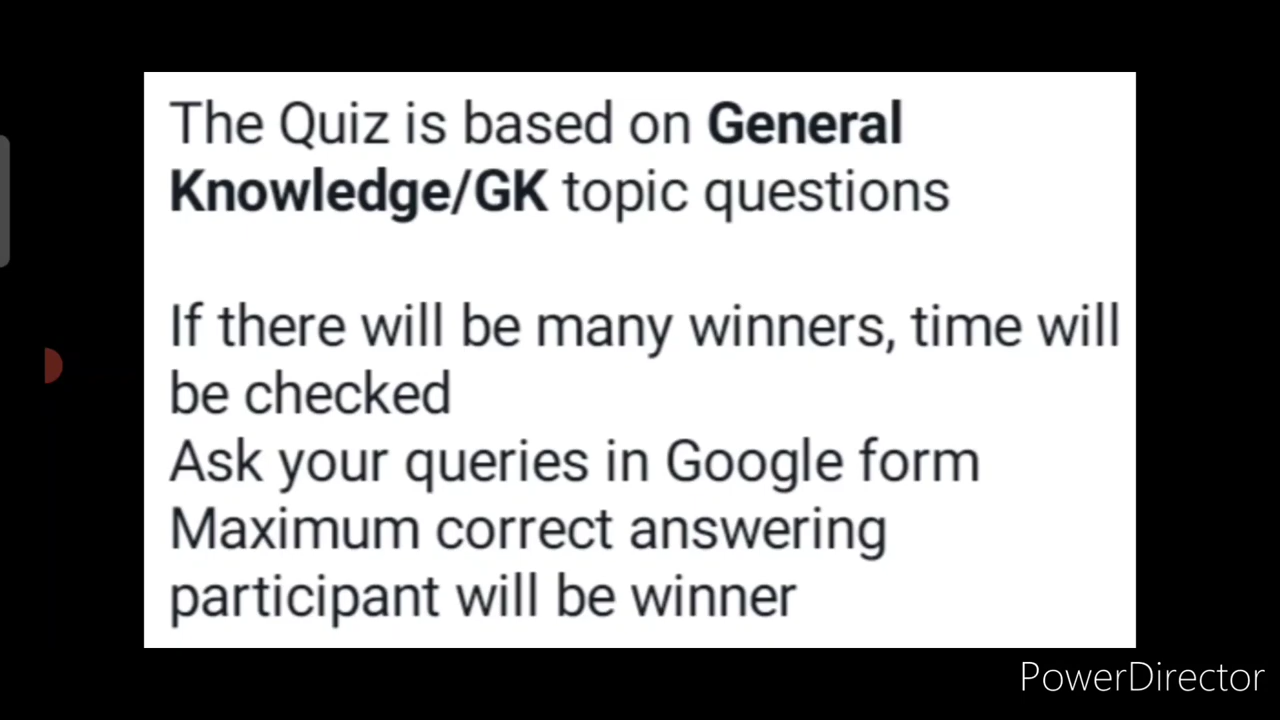 The Quiz is based on General
Knowledge/GK topic questions
If there will be many winners, time will
be checked
Ask your queries in Google form
Maximum correct answering
participant will be winner
PowerDirector